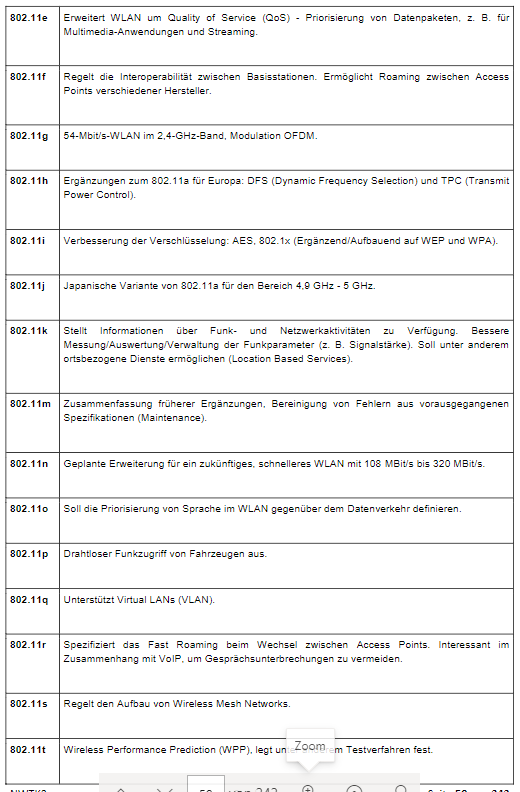 802.11e Erweitert WLAN um Quality of Service (QoS) - Priorisierung von Datenpaketen, z. B. für
Multimedia-Anwendungen und Streaming.
802.11f Regelt die Interoperabilität zwischen Basisstationen. Ermöglicht Roaming zwischen Access
Points verschiedener Hersteller.
802.11g 54-Mbit/s-WLAN im 2,4-GHz-Band, Modulation OFDM.
802.11h Ergänzungen zum 802.11a für Europa: DFS (Dynamic Frequency Selection) und TPC (Transmit
Power Control).
802.11i Verbesserung der Verschlüsselung: AES, 802.1x (Ergänzend/Aufbauend auf WEP und WPA).
802.11j Japanische Variante von 802.11a für den Bereich 4,9 GHz - 5 GHz.
802.11k Stellt Informationen über Funk- und Netzwerkaktivitäten zu Verfügung. Bessere
Messung/Auswertung/Verwaltung der Funkparameter (z. B. Signalstärke). Soll unter anderem
ortsbezogene Dienste ermöglichen (Location Based Services).
802.11m Zusammenfassung früherer Ergänzungen, Bereinigung von Fehlern aus vorausgegangenen
Spezifikationen (Maintenance).
802.11n Geplante Erweiterung für ein zukünftiges, schnelleres WLAN mit 108 MBit/s bis 320 MBit/s.
802.11o Soll die Priorisierung von Sprache im WLAN gegenüber dem Datenverkehr definieren.
802.11p Drahtloser Funkzugriff von Fahrzeugen aus.
802.11q Unterstützt Virtual LANs (VLAN).
802.11r Spezifiziert das Fast Roaming beim Wechsel zwischen Access Points. Interessant im
Zusammenhang mit VoIP, um Gesprächsunterbrechungen zu vermeiden.
802.11s Regelt den Aufbau von Wireless Mesh Networks.
Zoom
802.11t Wireless Performance Prediction (WPP), legt Testverfahren fest.
von